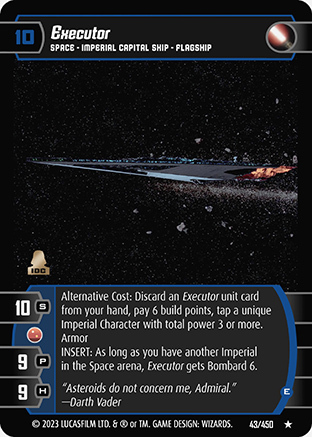 10 Executor
SPACE - IMPERIAL CAPITAL SHIP - FLAGSHIP
IDC
10 S
9 P
9 H
Alternative Cost: Discard an Executor unit card
from your hand, pay 6 build points, tap a unique
Imperial Character with total power 3 or more.
Armor
INSERT: As long as you have another Imperial
in the Space arena, Executor gets Bombard 6.
“Asteroids do not concern me, Admiral.”
—Darth Vader
E
© 2023 LUCASFILM LTD. & ® or TM. GAME DESIGN: WIZARDS. 43/450 ★